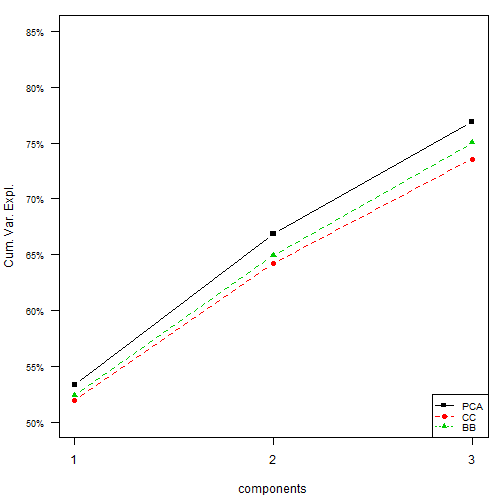 85%
80%
75%
70%
65%
60%
55%
50%
Cum. Var. Expl.
1 2 3
components
PCA
CC
BB